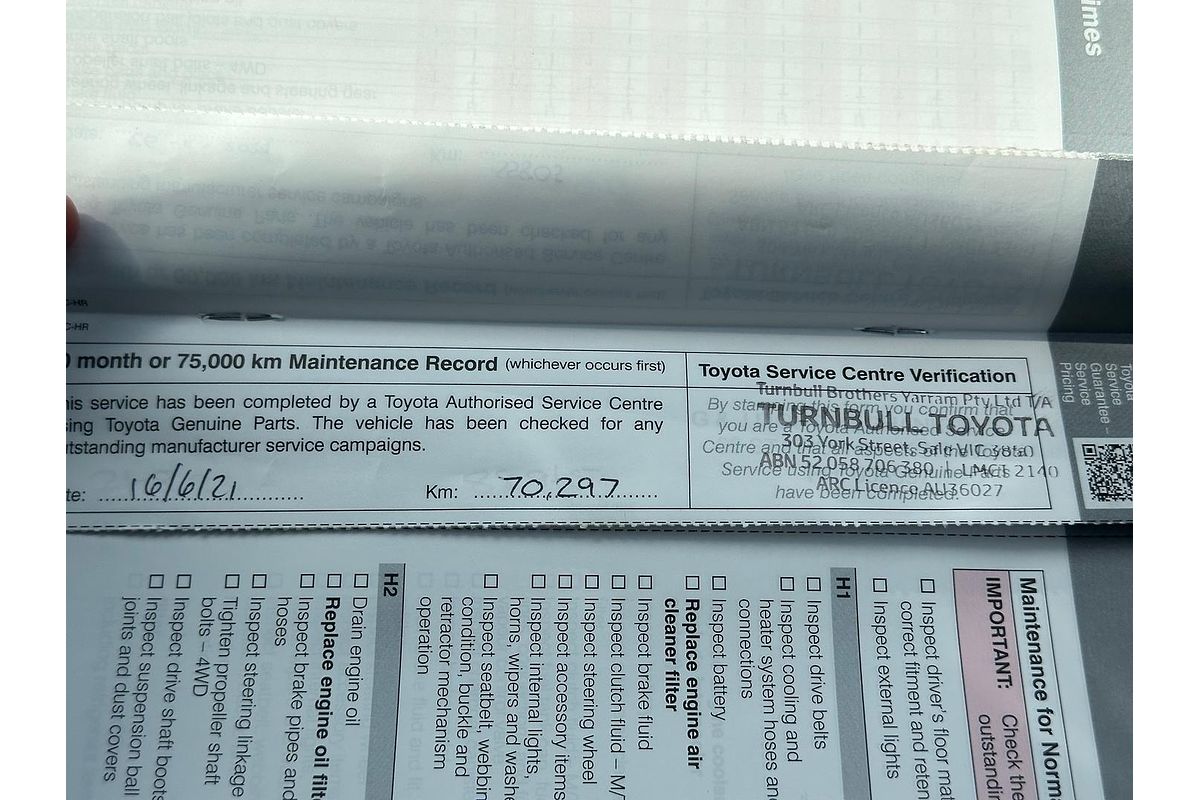 imes
C-HR
C-HR
month or 75,000 km Maintenance Record (whichever occurs first)
is service has been completed by a Toyota Authorised Service Centre
ing Toyota Genuine Parts. The vehicle has been checked for any
tstanding manufacturer service campaigns.
te: 16/6/21 Km: 70,297
Toyota Service Centre Verification
Turnbull Brothers Yarram Pty Ltd T/A
By stamping this form you confirm that
TURNBULL TOYOTA
you are a Toyota Authorised Service
303 York Street, Sale VIC 3850
Centre and that all aspects of the Toyota
ABN 52 058 706 380 | LMCT 2140
Service using Toyota Genuine Parts
ARC Licence AU36027
have been completed.
Toyota
Service
Guarantee -
Service
Pricing
Maintenance for Norm
IMPORTANT: Check the
outstandin
☐ Inspect driver's floor mat
correct fitment and reten
☐ Inspect external lights
H1
☐ Inspect drive belts
☐ Inspect cooling and
heater system hoses an
connections
☐ Inspect battery
☐ Replace engine air
cleaner filter
☐ Inspect brake fluid
☐ Inspect clutch fluid – M/T
☐ Inspect steering wheel
☐ Inspect accessory items
☐ Inspect internal lights,
horns, wipers and washe
☐ Inspect seatbelt, webbin
condition, buckle and
retractor mechanism
operation
H2
☐ Drain engine oil
☐ Replace engine oil filt
☐ Inspect brake pipes and
hoses
☐ Inspect steering linkage
☐ Tighten propeller shaft
bolts – 4WD
☐ Inspect drive shaft boots
☐ Inspect suspension ball
joints and dust covers